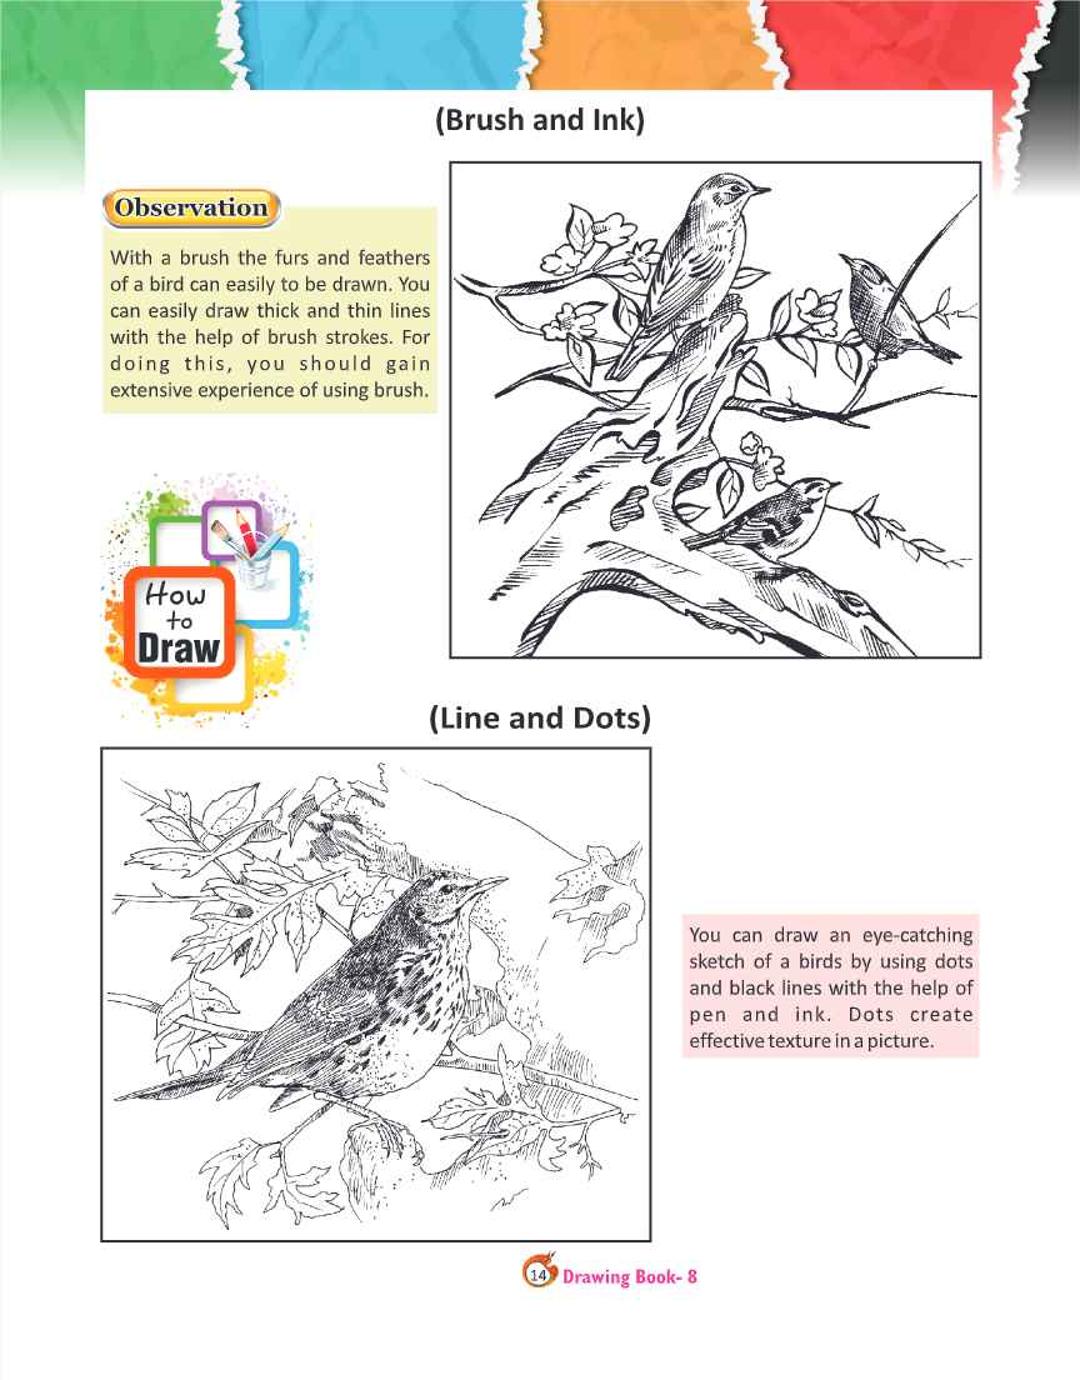 (Brush and Ink)
Observation
With a brush the furs and feathers
of a bird can easily to be drawn. You
can easily draw thick and thin lines
with the help of brush strokes. For
doing this, you should gain
extensive experience of using brush.
How
to
Draw
(Line and Dots)
You can draw an eye-catching
sketch of a birds by using dots
and black lines with the help of
pen and ink. Dots create
effective texture in a picture.
14 Drawing Book- 8